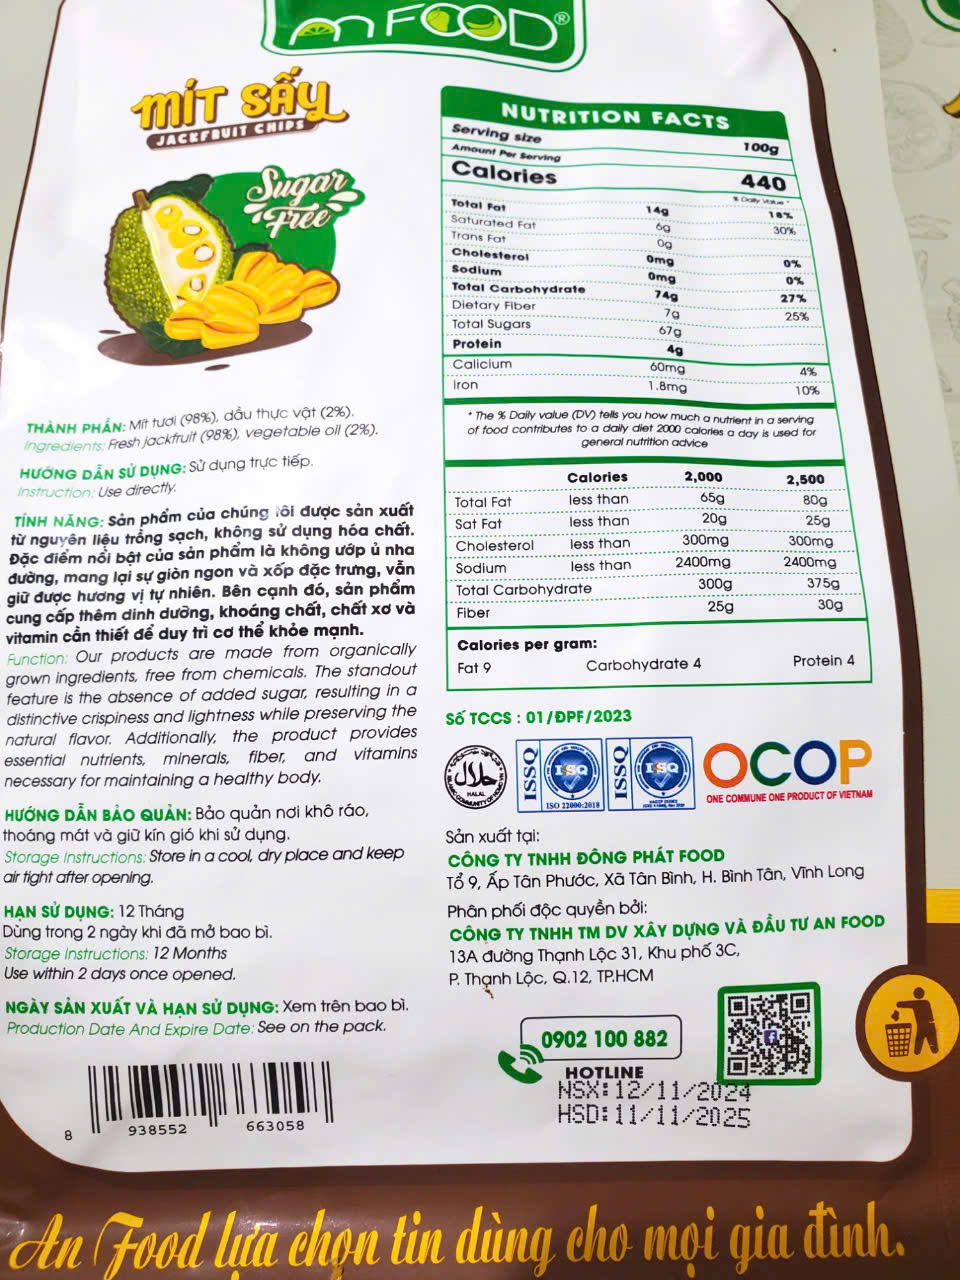 FOOD®
MÍT SẤY
JACKFRUIT CHIPS
Sugar
Free
THÀNH PHẦN: Mít tươi (98%), dầu thực vật (2%).
Ingredients: Fresh jackfruit (98%), vegetable oil (2%).
HƯỚNG DẪN SỬ DỤNG: Sử dụng trực tiếp.
Instruction: Use directly.
TÍNH NĂNG: Sản phẩm của chúng tôi được sản xuất
từ nguyên liệu trồng sạch, không sử dụng hóa chất.
Đặc điểm nổi bật của sản phẩm là không ướp ủ nha
đường, mang lại sự giòn ngon và xốp đặc trưng, vẫn
giữ được hương vị tự nhiên. Bên cạnh đó, sản phẩm
cung cấp thêm dinh dưỡng, khoáng chất, chất xơ và
vitamin cần thiết để duy trì cơ thể khỏe mạnh.
Function: Our products are made from organically
grown ingredients, free from chemicals. The standout
feature is the absence of added sugar, resulting in a
distinctive crispiness and lightness while preserving the
natural flavor. Additionally, the product provides
essential nutrients, minerals, fiber, and vitamins
necessary for maintaining a healthy body.
HƯỚNG DẪN BẢO QUẢN: Bảo quản nơi khô ráo,
thoáng mát và giữ kín gió khi sử dụng.
Storage Instructions: Store in a cool, dry place and keep
air tight after opening.
HẠN SỬ DỤNG: 12 Tháng
Dùng trong 2 ngày khi đã mở bao bì.
Storage Instructions: 12 Months
Use within 2 days once opened.
NGÀY SẢN XUẤT VÀ HẠN SỬ DỤNG: Xem trên bao bì.
Production Date And Expire Date: See on the pack.
8 938552 663058
NUTRITION FACTS
Serving size 100g
Amount Per Serving
Calories 440
% Daily Value *
Total Fat 14g 18%
Saturated Fat 6g 30%
Trans Fat 0g
Cholesterol 0mg 0%
Sodium 0mg 0%
Total Carbohydrate 74g 27%
Dietary Fiber 7g 25%
Total Sugars 67g
Protein 4g
Calicium 60mg 4%
Iron 1.8mg 10%
* The % Daily value (DV) tells you how much a nutrient in a serving
of food contributes to a daily diet 2000 calories a day is used for
general nutrition advice
Calories 2,000 2,500
Total Fat less than 65g 80g
Sat Fat less than 20g 25g
Cholesterol less than 300mg 300mg
Sodium less than 2400mg 2400mg
Total Carbohydrate 300g 375g
Fiber 25g 30g
Calories per gram:
Fat 9 Carbohydrate 4 Protein 4
Số TCCS : 01/ĐPF/2023
حلال
HALAL
ISSQ
ISQ
ISO 22000:2018
ISSQ
ISQ
OCOP
ONE COMMUNE ONE PRODUCT OF VIETNAM
Sản xuất tại:
CÔNG TY TNHH ĐÔNG PHÁT FOOD
Tổ 9, Ấp Tân Phước, Xã Tân Bình, H. Bình Tân, Vĩnh Long
Phân phối độc quyền bởi:
CÔNG TY TNHH TM DV XÂY DỰNG VÀ ĐẦU TƯ AN FOOD
13A đường Thạnh Lộc 31, Khu phố 3C,
P. Thạnh Lộc, Q.12, TP.HCM
0902 100 882
HOTLINE
NSX: 12/11/2024
HSD: 11/11/2025
An Food lựa chọn tin dùng cho mọi gia đình.